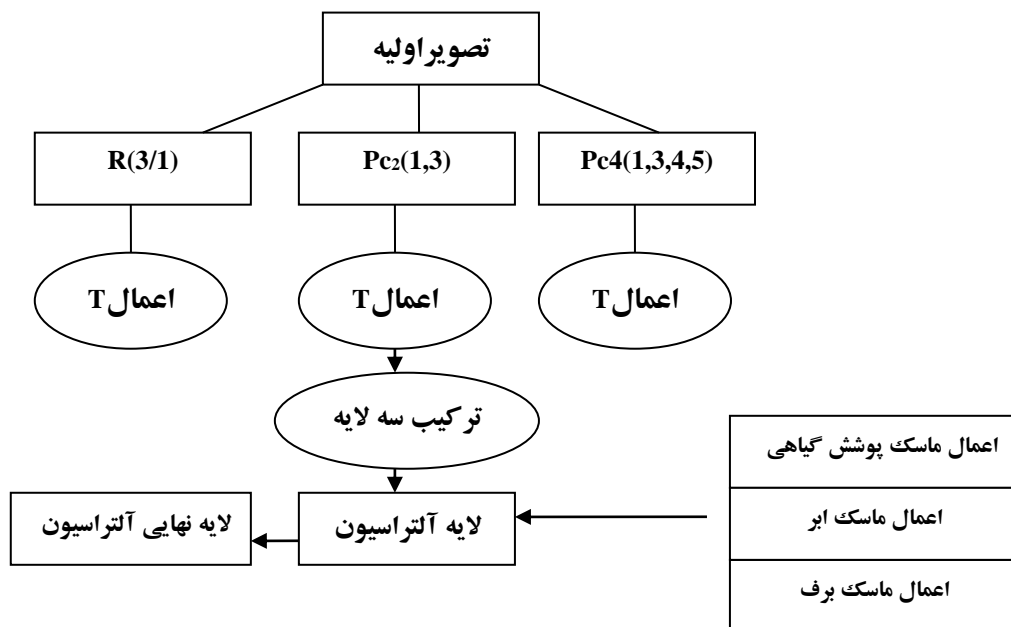 تصویراولیه
R(3/1)
Pc2(1,3)
Pc4(1,3,4,5)
اعمالT
اعمالT
اعمالT
ترکیب سه لایه
اعمال ماسک پوشش گیاهی
اعمال ماسک ابر
اعمال ماسک برف
لایه آلتراسیون
لایه نهایی آلتراسیون